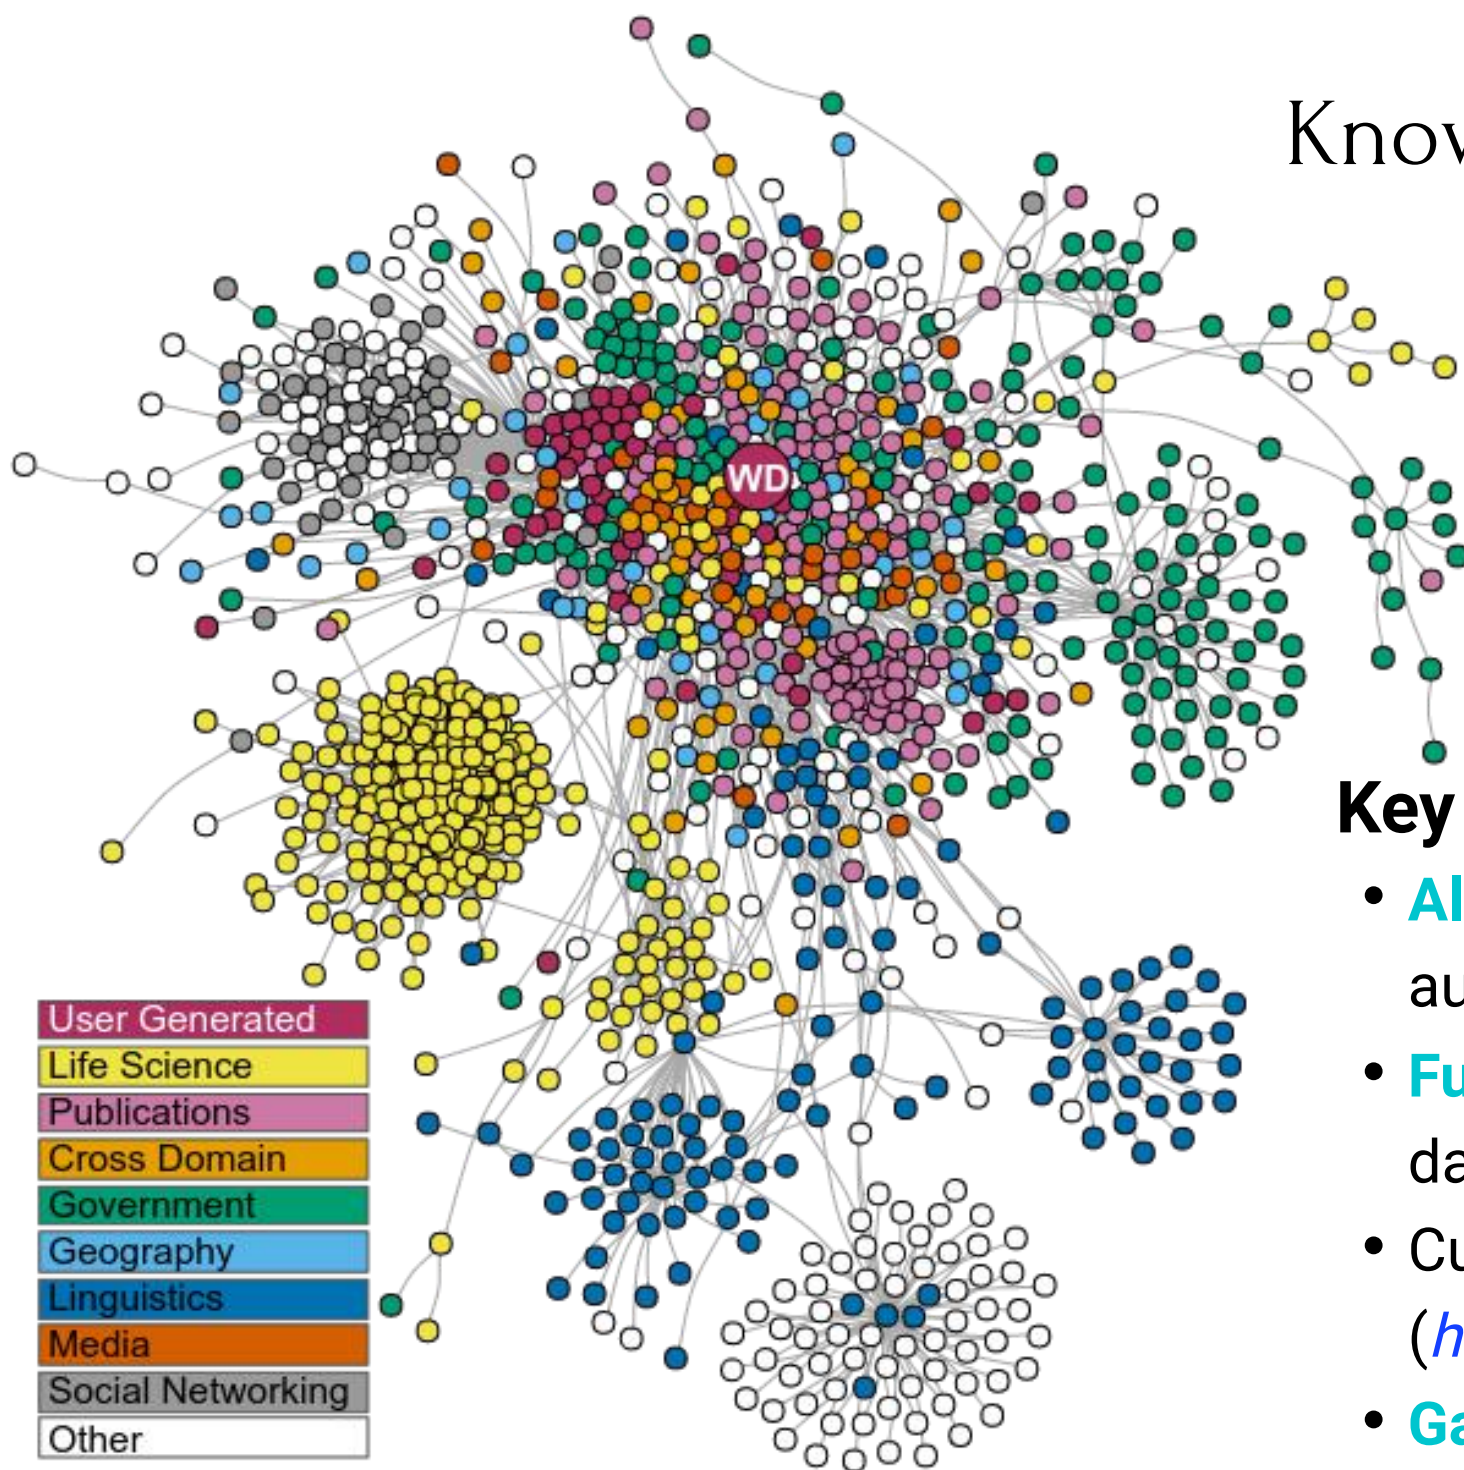 Know
WD
User Generated
Life Science
Publications
Cross Domain
Government
Geography
Linguistics
Media
Social Networking
Other
Key
• Al
au
• Fu
da
• Cu
(h
• Ga